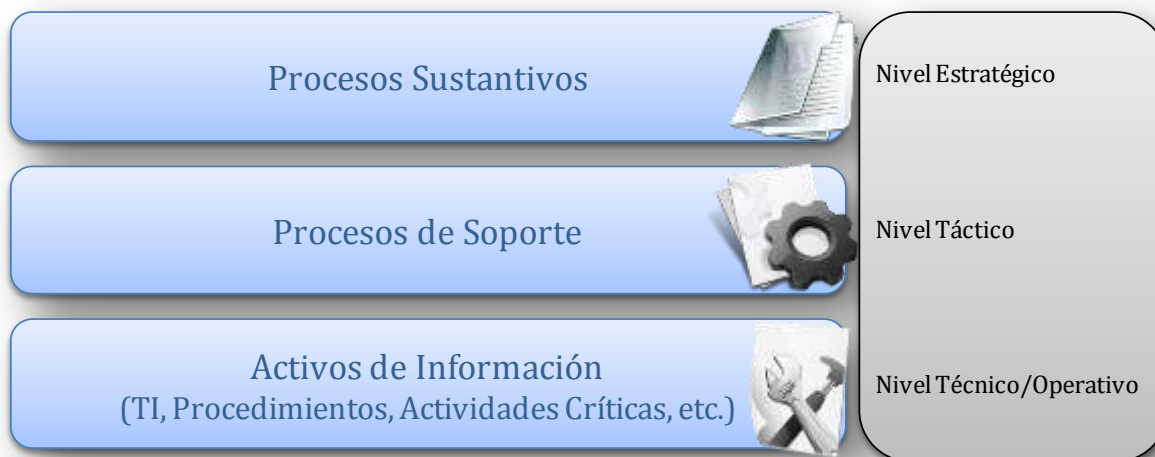 Procesos Sustantivos
Nivel Estratégico
Procesos de Soporte
Nivel Táctico
Activos de Información
(TI, Procedimientos, Actividades Críticas, etc.)
Nivel Técnico/Operativo